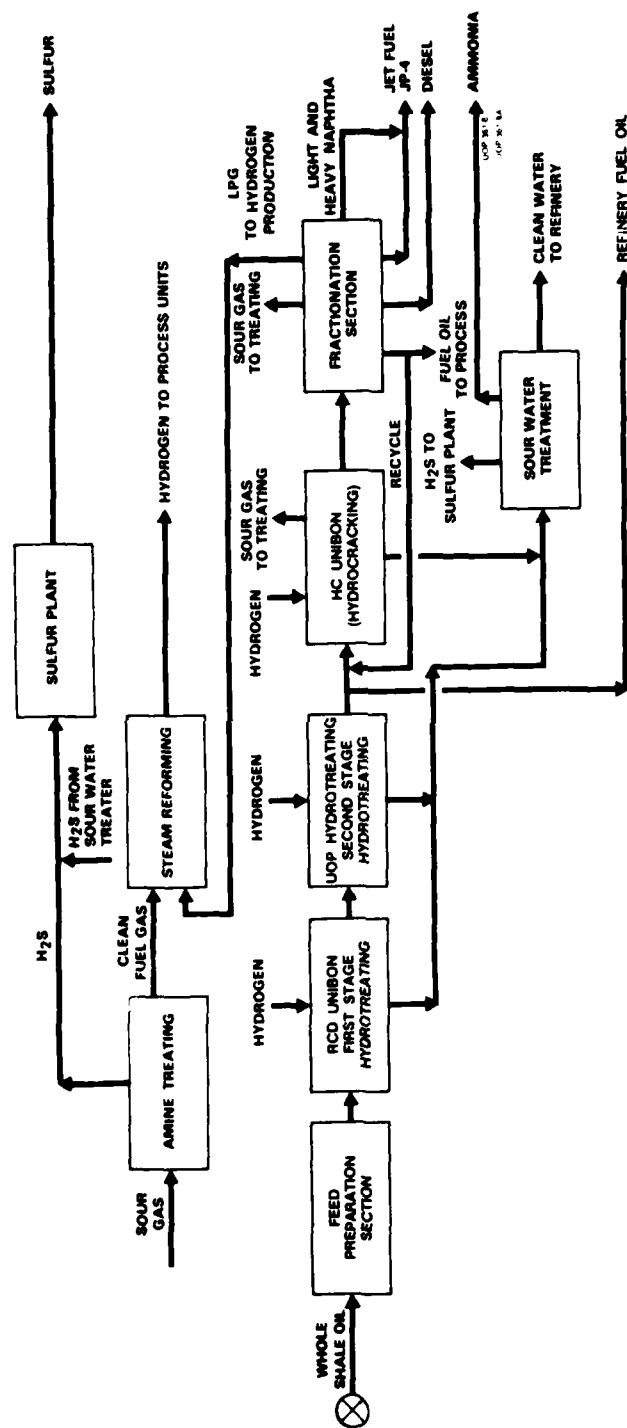 SULFUR
SULFUR PLANT
H2S
H2S FROM
SOUR WATER
TREATER
HYDROGEN TO PROCESS UNITS
STEAM REFORMING
CLEAN
FUEL GAS
AMINE TREATING
SOUR
GAS
LPG
TO HYDROGEN
PRODUCTION
SOUR GAS
TO TREATING
LIGHT AND
HEAVY NAPHTHA
JET FUEL
JP-4
DIESEL
FRACTIONATION
SECTION
FUEL OIL
TO PROCESS
RECYCLE
SOUR GAS
TO TREATING
HYDROGEN
HC UNIBON
(HYDROCRACKING)
HYDROGEN
UOP HYDROTREATING
SECOND STAGE
HYDROTREATING
HYDROGEN
RCD UNIBON
FIRST STAGE
HYDROTREATING
FEED
PREPARATION
SECTION
WHOLE
SHALE OIL
AMMONIA
H2S TO
SULFUR PLANT
SOUR WATER
TREATMENT
CLEAN WATER
TO REFINERY
REFINERY FUEL OIL